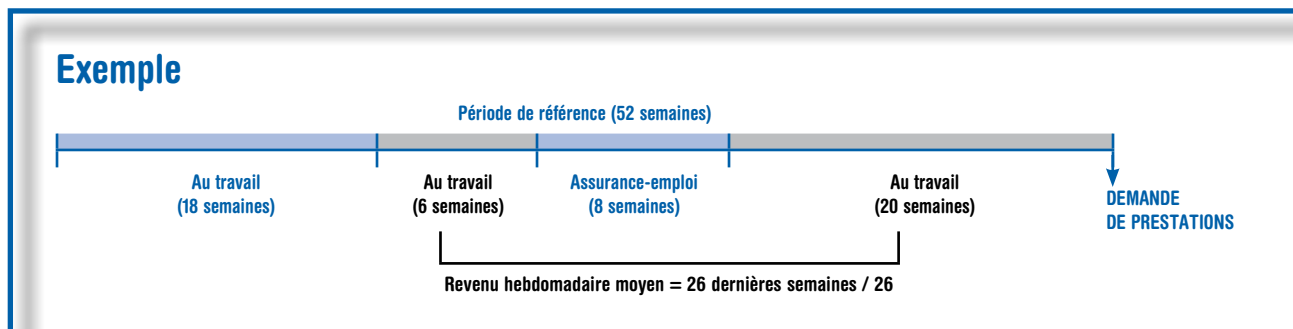 Exemple
Période de référence (52 semaines)
Au travail
(18 semaines)
Au travail
(6 semaines)
Assurance-emploi
(8 semaines)
Au travail
(20 semaines)
DEMANDE
DE PRESTATIONS
Revenu hebdomadaire moyen = 26 dernières semaines / 26